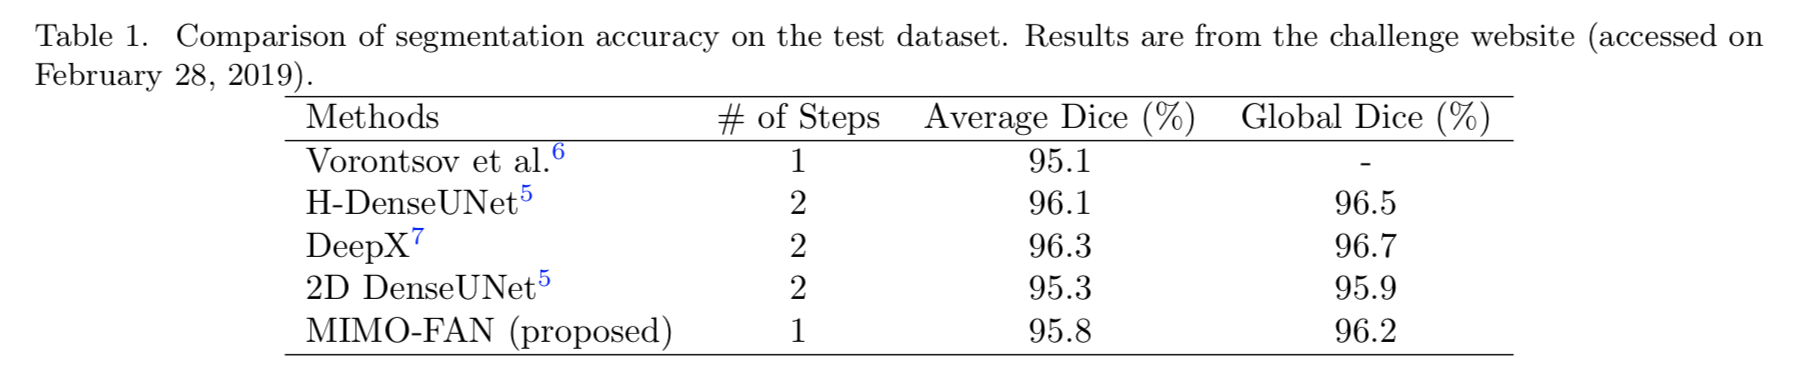 Table 1. Comparison of segmentation accuracy on the test dataset. Results are from the challenge website (accessed on
February 28, 2019).
Methods # of Steps Average Dice (%) Global Dice (%)
Vorontsov et al.6 1 95.1 -
H-DenseUNet5 2 96.1 96.5
DeepX7 2 96.3 96.7
2D DenseUNet5 2 95.3 95.9
MIMO-FAN (proposed) 1 95.8 96.2